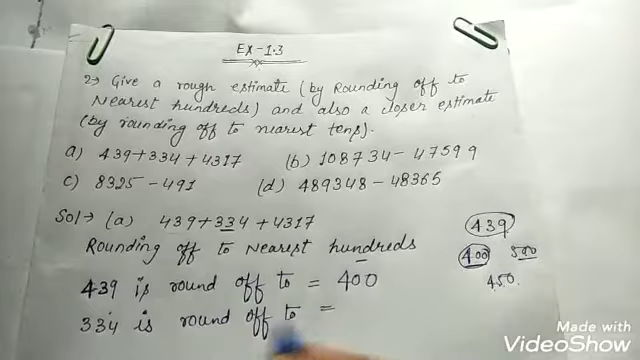 Ex-1.3
2→ Give a rough estimate (by Rounding off to
Nearest hundreds) and also a closer estimate
(by rounding off to nearest tens).
a) 439+334+4317 (b) 108734-47599
c) 8325-491 (d) 489348-48365
Sol→ (a) 439+334+4317
Rounding off to Nearest hundreds
439 is round off to = 400
334 is round off to =
439
400 500
450
Made with
VideoShow